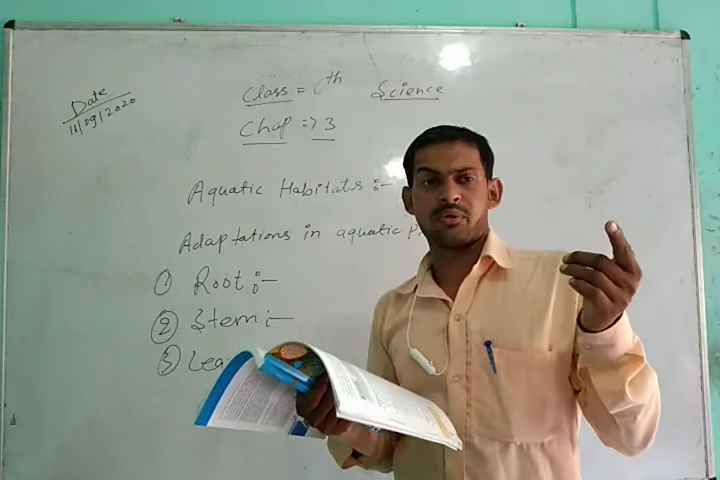 Date
11/09/2020
Class = 6th Science
Chap => 3
Aquatic Habitats :-
Adaptations in aquatic
① Root :-
② Stem :-
③